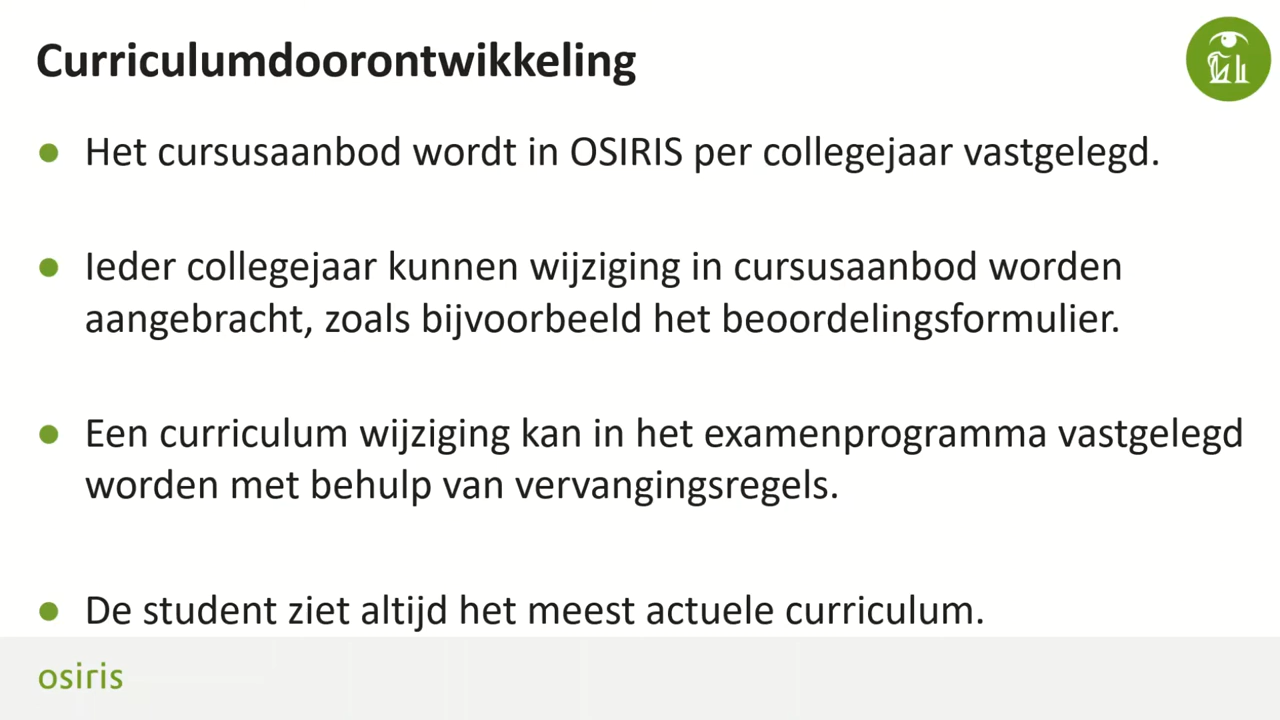 Curriculumdoorontwikkeling
● Het cursusaanbod wordt in OSIRIS per collegejaar vastgelegd.
● Ieder collegejaar kunnen wijziging in cursusaanbod worden
aangebracht, zoals bijvoorbeeld het beoordelingsformulier.
● Een curriculum wijziging kan in het examenprogramma vastgelegd
worden met behulp van vervangingsregels.
● De student ziet altijd het meest actuele curriculum.
osiris